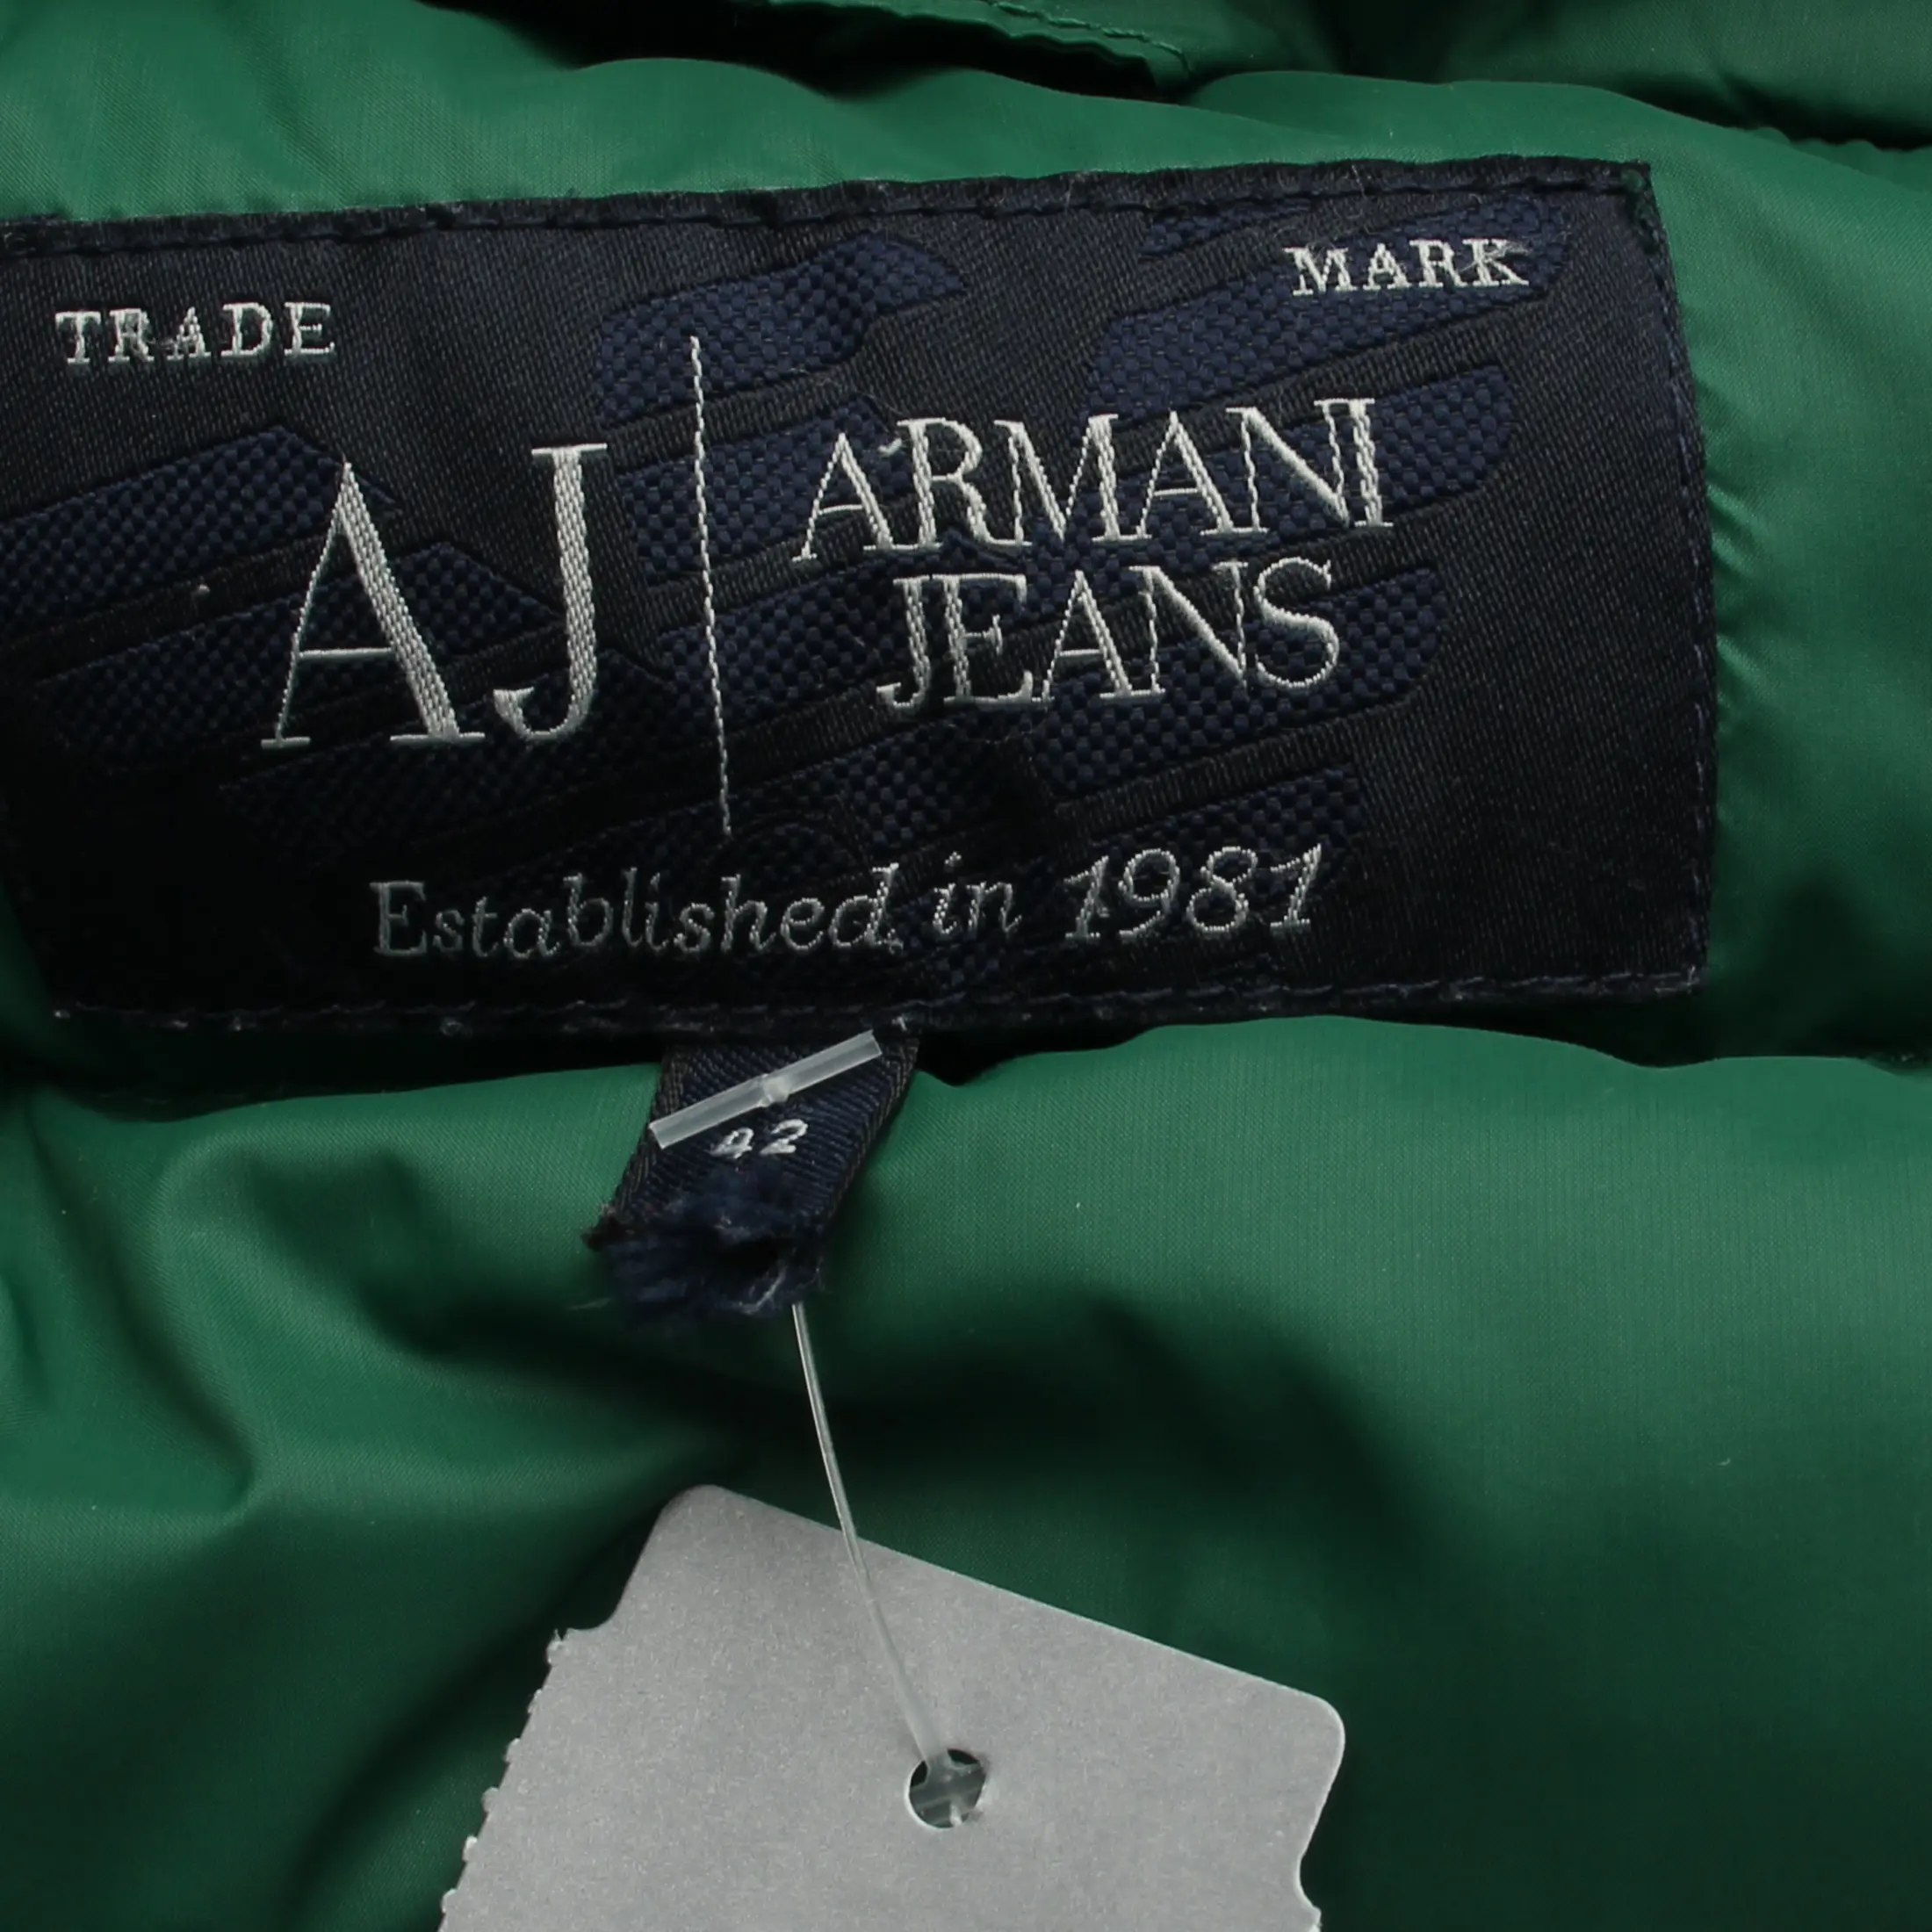 TRADE MARK
AJ ARMANI
JEANS
Established in 1981
42